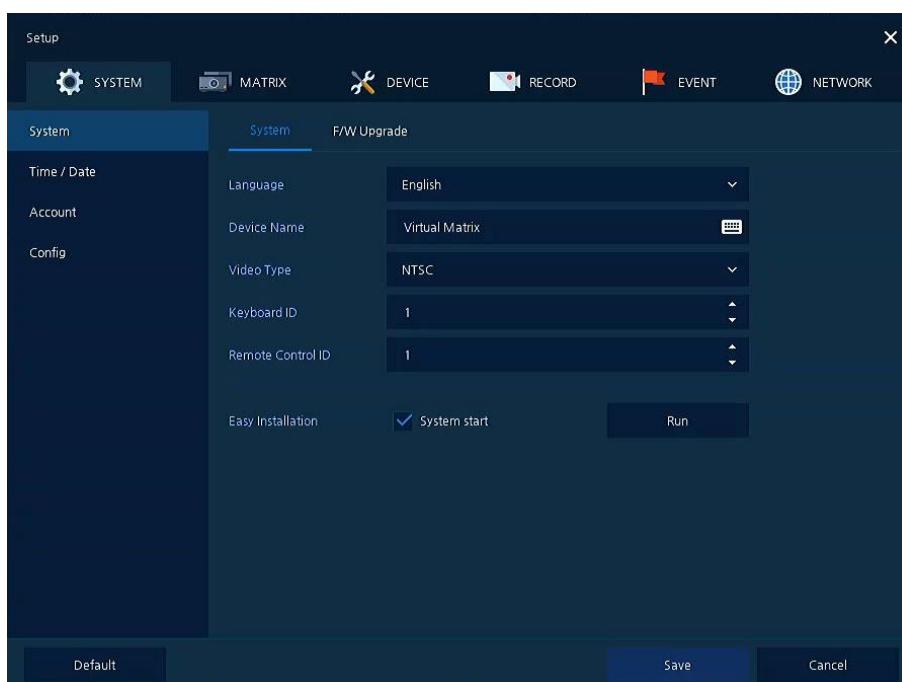 Setup
SYSTEM MATRIX DEVICE RECORD EVENT NETWORK
System
Time / Date
Account
Config
System F/W Upgrade
Language English
Device Name Virtual Matrix
Video Type NTSC
Keyboard ID 1
Remote Control ID 1
Easy Installation System start Run
Default Save Cancel